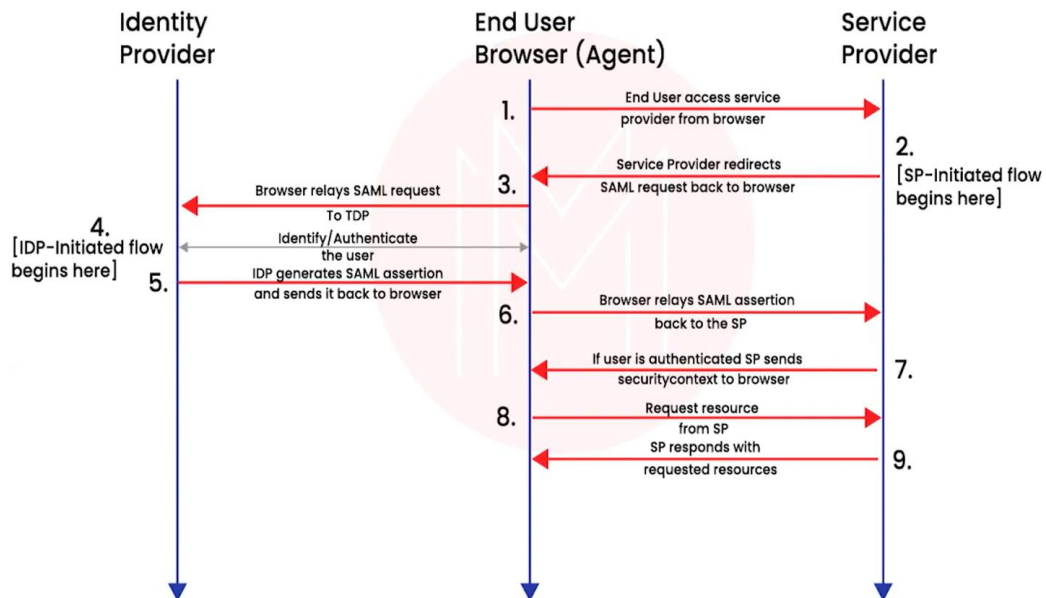 Identity
Provider
End User
Browser (Agent)
Service
Provider
1.
End User access service
provider from browser
2.
[SP-Initiated flow
begins here]
Service Provider redirects
SAML request back to browser
3.
Browser relays SAML request
To TDP
4.
[IDP-Initiated flow
begins here]
Identify/Authenticate
the user
5.
IDP generates SAML assertion
and sends it back to browser
6.
Browser relays SAML assertion
back to the SP
If user is authenticated SP sends
securitycontext to browser
7.
8.
Request resource
from SP
SP responds with
requested resources
9.